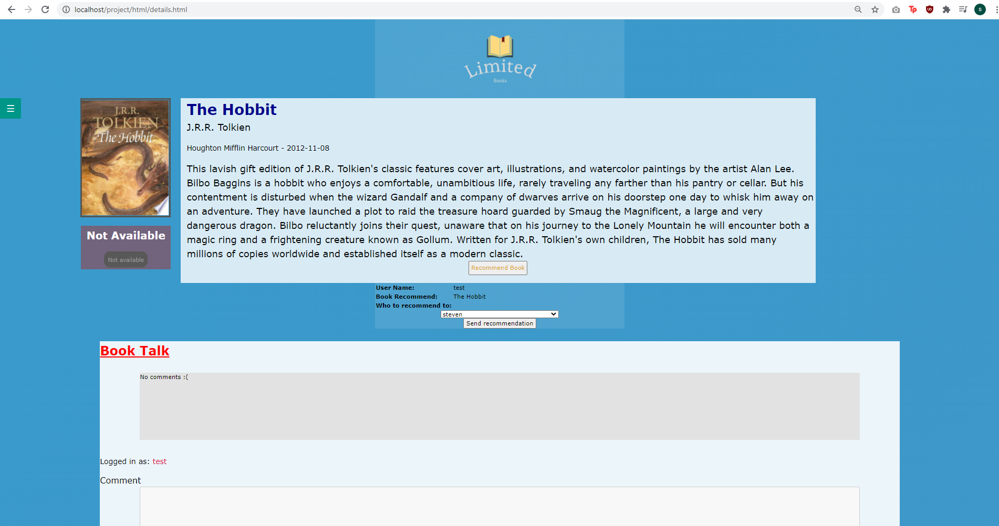 localhost/project/html/details.html
S
Limited
Books
☰
J.R.R.
TOLKIEN
The Hobbit
Not Available
Not available
The Hobbit
J.R.R. Tolkien
Houghton Mifflin Harcourt - 2012-11-08
This lavish gift edition of J.R.R. Tolkien's classic features cover art, illustrations, and watercolor paintings by the artist Alan Lee.
Bilbo Baggins is a hobbit who enjoys a comfortable, unambitious life, rarely traveling any farther than his pantry or cellar. But his
contentment is disturbed when the wizard Gandalf and a company of dwarves arrive on his doorstep one day to whisk him away on
an adventure. They have launched a plot to raid the treasure hoard guarded by Smaug the Magnificent, a large and very
dangerous dragon. Bilbo reluctantly joins their quest, unaware that on his journey to the Lonely Mountain he will encounter both a
magic ring and a frightening creature known as Gollum. Written for J.R.R. Tolkien's own children, The Hobbit has sold many
millions of copies worldwide and established itself as a modern classic.
Recommend Book
User Name: test
Book Recommend: The Hobbit
Who to recommend to:
steven
Send recommendation
Book Talk
No comments :(
Logged in as: test
Comment